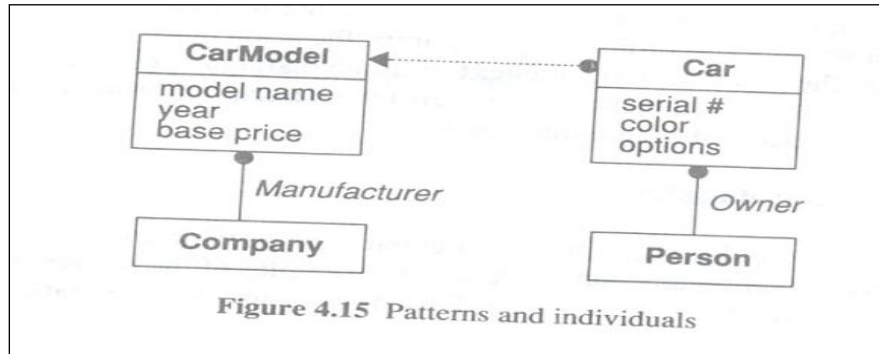 CarModel
model name
year
base price
Car
serial #
color
options
Manufacturer
Owner
Company
Person
Figure 4.15 Patterns and individuals